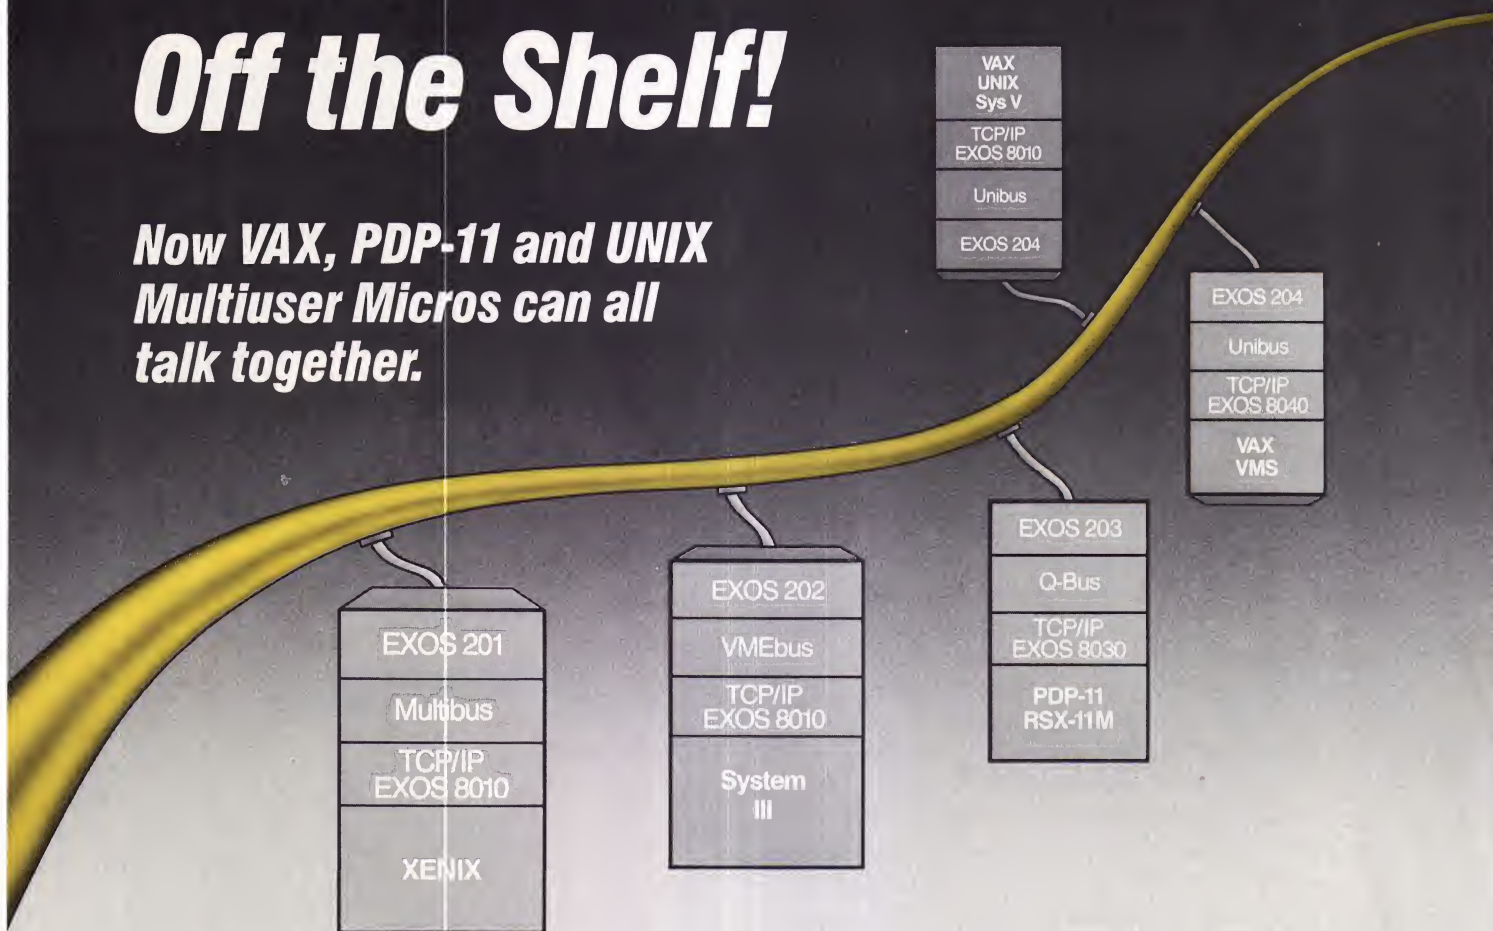 Off the Shelf!
Now VAX, PDP-11 and UNIX
Multiuser Micros can all
talk together.
VAX
UNIX
Sys V
TCP/IP
EXOS 8010
Unibus
EXOS 204
EXOS 204
Unibus
TCP/IP
EXOS 8040
VAX
VMS
EXOS 203
Q-Bus
TCP/IP
EXOS 8030
PDP-11
RSX-11M
EXOS 202
VMEbus
TCP/IP
EXOS 8010
System
III
EXOS 201
Multibus
TCP/IP
EXOS 8010
XENIX